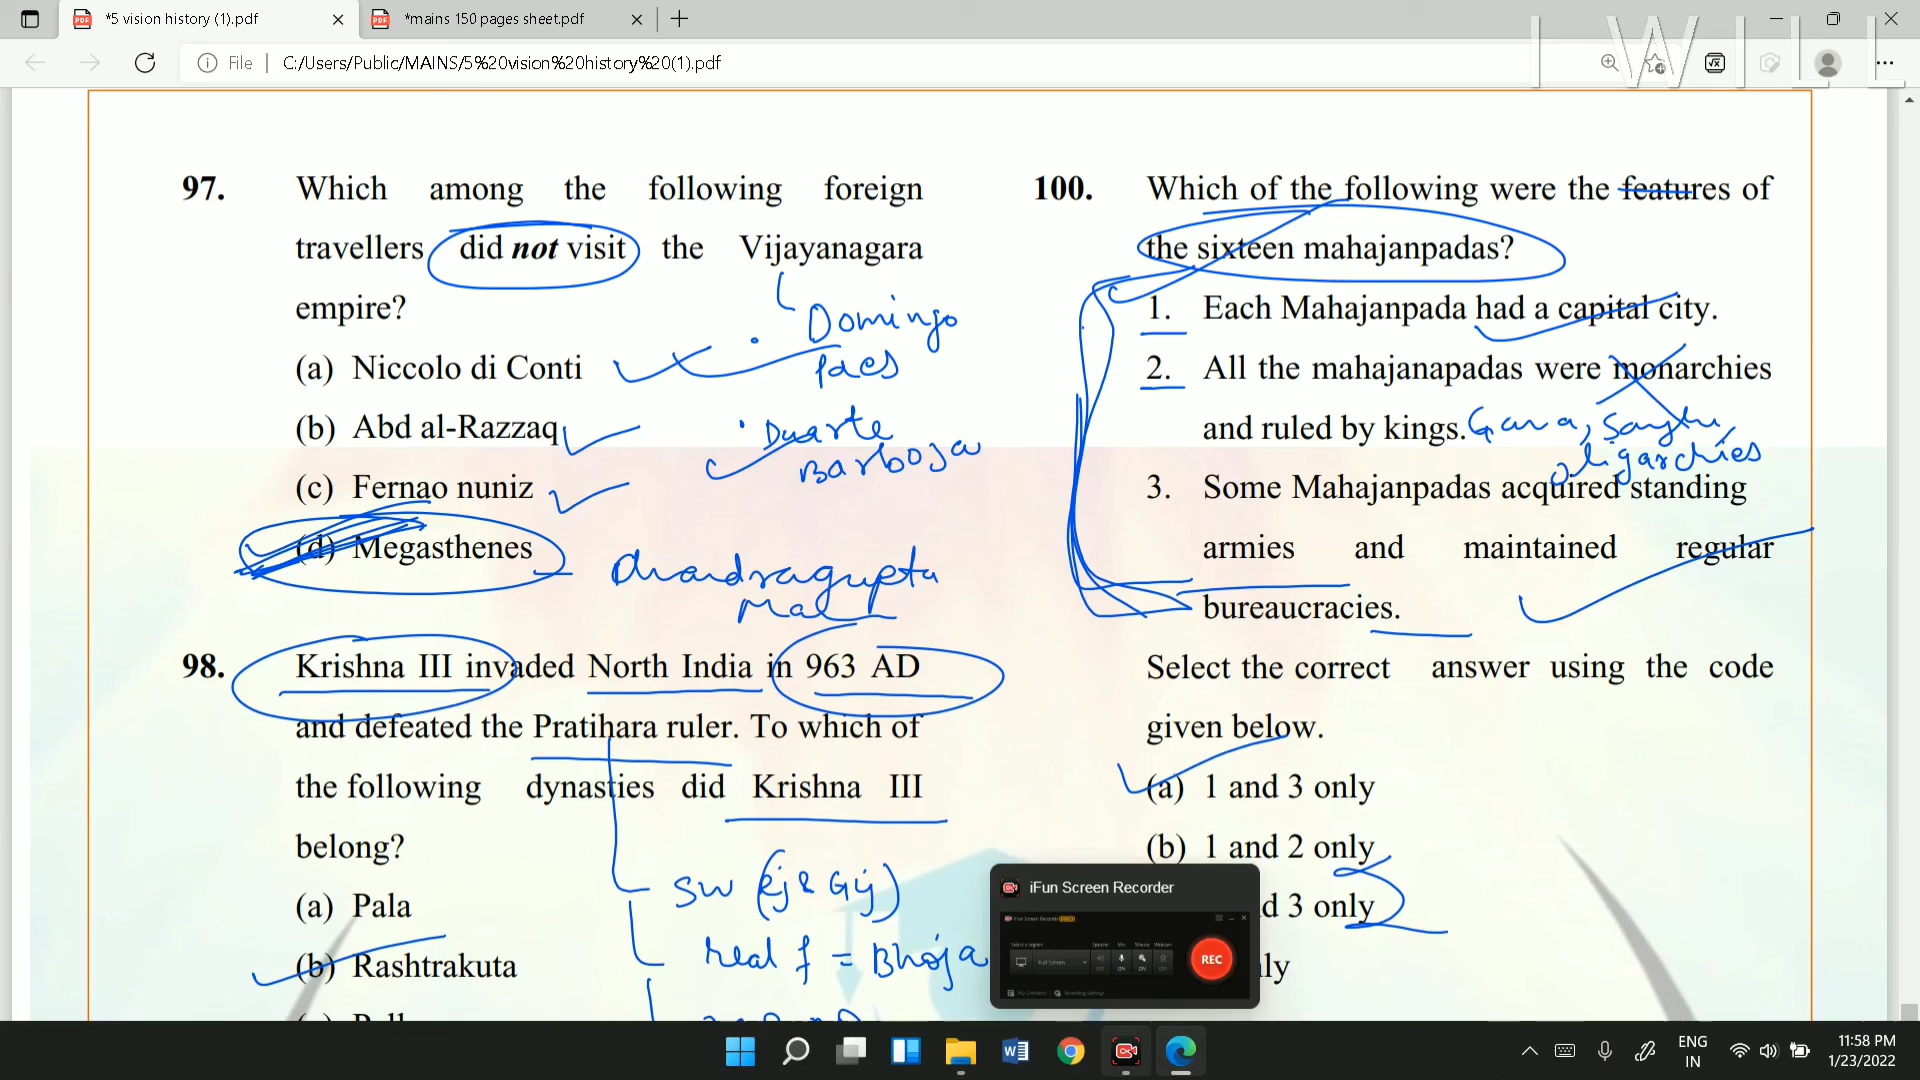 *5 vision history (1).pdf
*mains 150 pages sheet.pdf
File
C:/Users/Public/MAINS/5%20vision%20history%20(1).pdf
I WILL
97. Which among the following foreign
travellers did not visit the Vijayanagara
empire?
(a) Niccolo di Conti
(b) Abd al-Razzaq
(c) Fernao nuniz
(d) Megasthenes
Domingo
Paes
Duarte
Barbosa
Chandragupta
98. Krishna III invaded North India in 963 AD
and defeated the Pratihara ruler. To which of
the following dynasties did Krishna III
belong?
(a) Pala
(b) Rashtrakuta
real f = Bhoja
100. Which of the following were the features of
the sixteen mahajanpadas?
1. Each Mahajanpada had a capital city.
2. All the mahajanapadas were monarchies
and ruled by kings.
Gana,
oligarchies
3. Some Mahajanpadas acquired standing
armies and maintained regular
bureaucracies.
Select the correct answer using the code
given below.
(a) 1 and 3 only
(b) 1 and 2 only
d 3 only
ly
iFun Screen Recorder
Full Screen
REC
ENG
IN
11:58 PM
1/23/2022